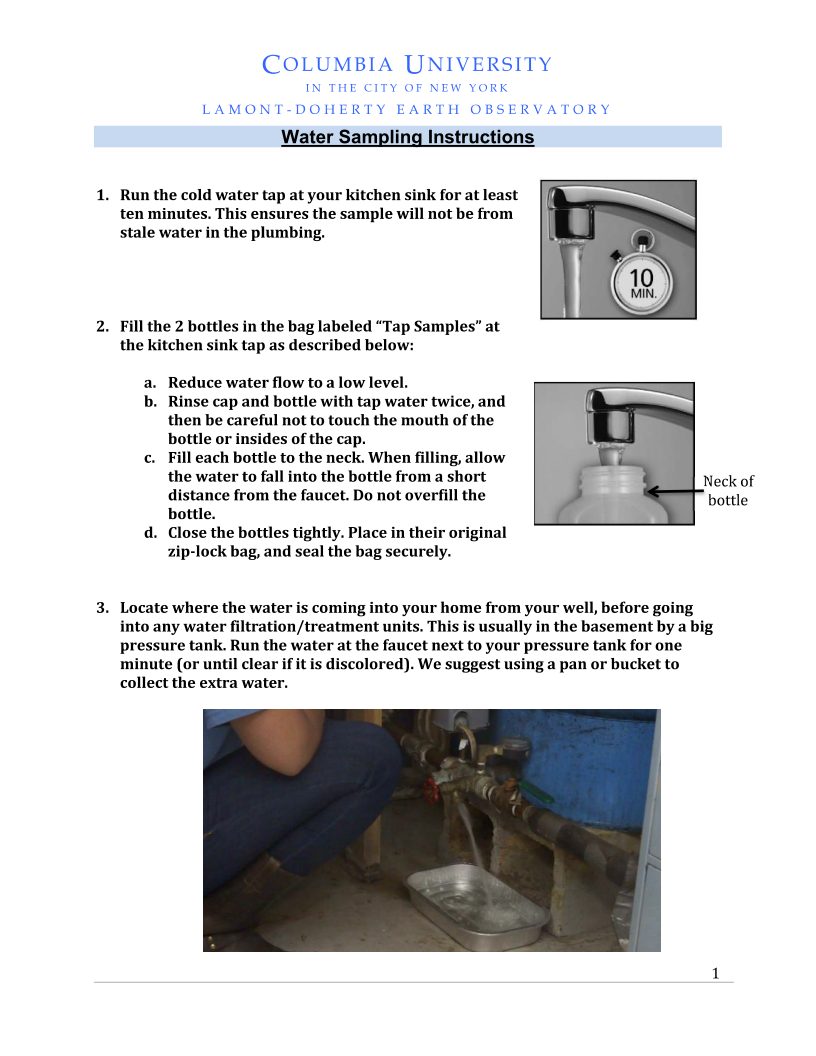 COLUMBIA UNIVERSITY
IN THE CITY OF NEW YORK
LAMONT-DOHERTY EARTH OBSERVATORY
Water Sampling Instructions
1. Run the cold water tap at your kitchen sink for at least
ten minutes. This ensures the sample will not be from
stale water in the plumbing.
10
MIN.
2. Fill the 2 bottles in the bag labeled “Tap Samples” at
the kitchen sink tap as described below:
a. Reduce water flow to a low level.
b. Rinse cap and bottle with tap water twice, and
then be careful not to touch the mouth of the
bottle or insides of the cap.
c. Fill each bottle to the neck. When filling, allow
the water to fall into the bottle from a short
distance from the faucet. Do not overfill the
bottle.
d. Close the bottles tightly. Place in their original
zip-lock bag, and seal the bag securely.
Neck of
bottle
3. Locate where the water is coming into your home from your well, before going
into any water filtration/treatment units. This is usually in the basement by a big
pressure tank. Run the water at the faucet next to your pressure tank for one
minute (or until clear if it is discolored). We suggest using a pan or bucket to
collect the extra water.
1